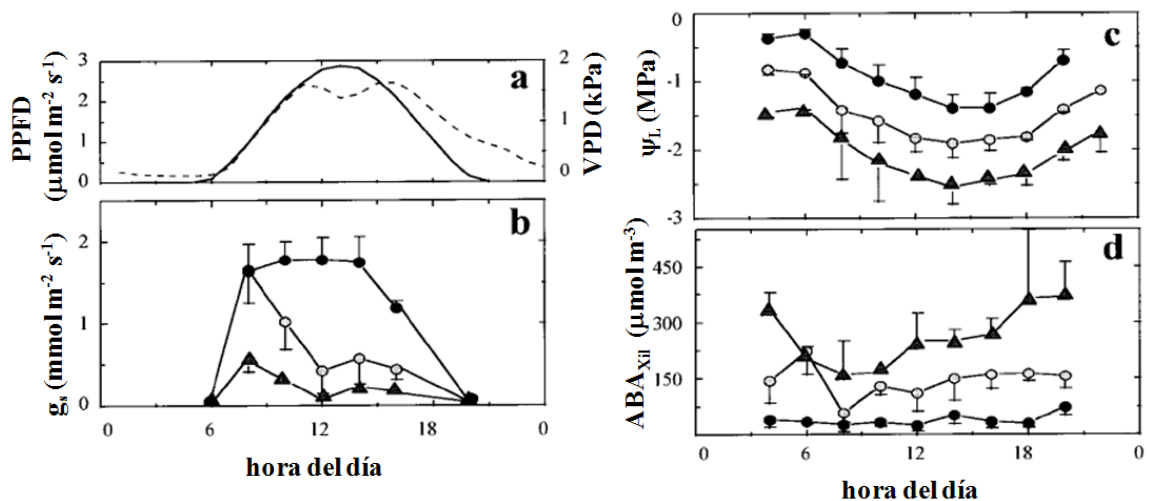 a
PPFD
(μmol m⁻² s⁻¹)
3
2
1
0
2
1
0
VPD (kPa)
b
gₛ (mmol m⁻² s⁻¹)
2
1
0
0 6 12 18 0
hora del día
c
Ψ_L (MPa)
0
-1
-2
-3
d
ABA_Xil (μmol m⁻³)
450
300
150
0 6 12 18 0
hora del día